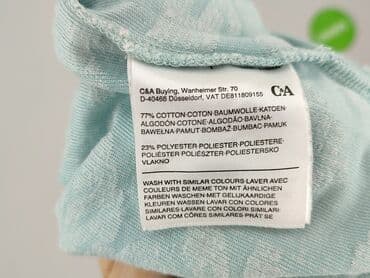 C&A Buying, Wanheimer Str. 70
D-40468 Düsseldorf, VAT DE811809155
C&A
77% COTTON-COTON-BAUMWOLLE-KATOEN-
ALGODÓN-COTONE-ALGODÃO-BAVLNA-
BAWEŁNA-PAMUT-BOMBAŽ-BUMBAC-PAMUK
23% POLYESTER-POLIESTER-POLIESTERE-
POLIÉSTER-POLIÉSZTER-POLIESTERSKO
VLAKNO
WASH WITH SIMILAR COLOURS-LAVER AVEC
COULEURS DE MEME TON-MIT ÄHNLICHEN
FARBEN WASCHEN-MET GELIJKAARDIGE
KLEUREN WASSEN-LAVAR CON COLORES
SIMILARES-LAVARE CON COLORI SIMILARI-
LAVAR COM CÔRES SIMILARES-PRÁT SE